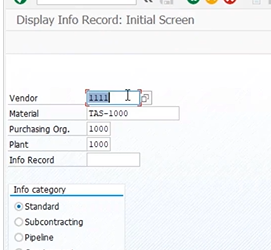 Display Info Record: Initial Screen
Vendor 1111
Material TAS-1000
Purchasing Org. 1000
Plant 1000
Info Record
Info category
Standard
Subcontracting
Pipeline